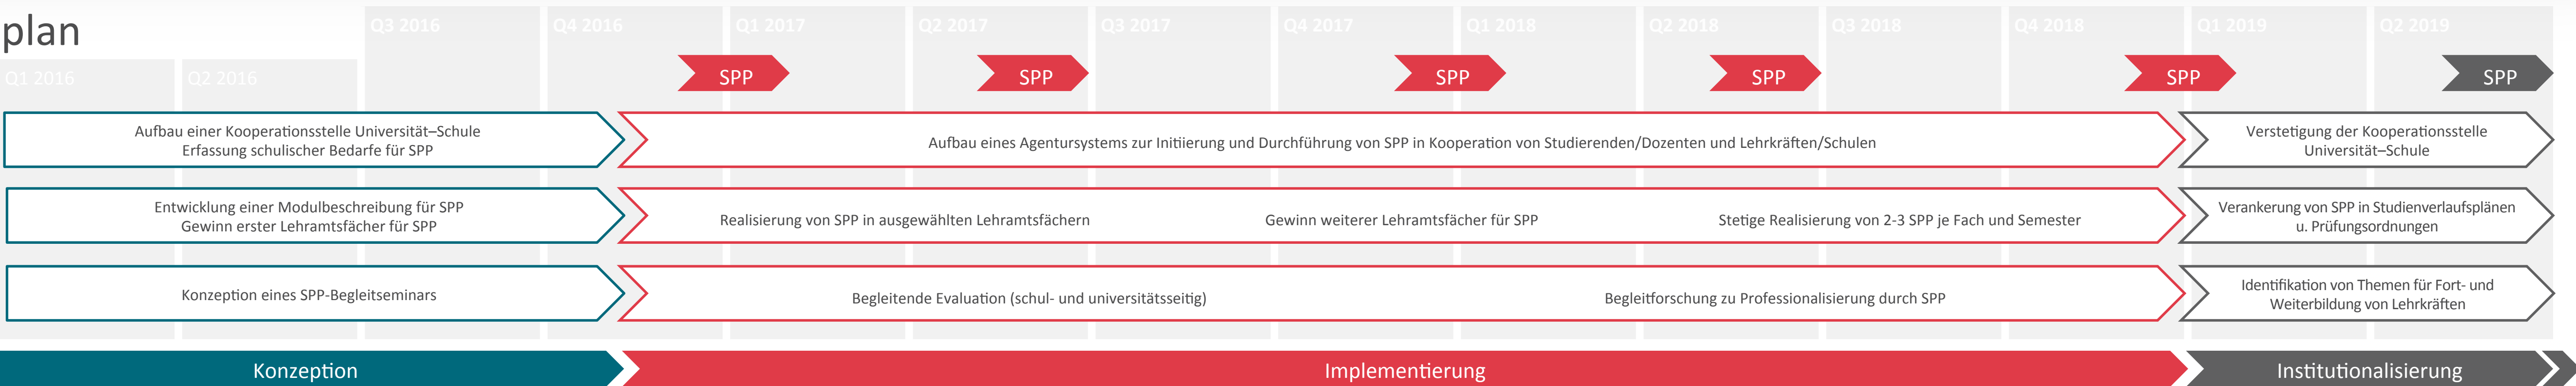 plan
Q1 2016
Q2 2016
Q3 2016
Q4 2016
Q1 2017
Q2 2017
Q3 2017
Q4 2017
Q1 2018
Q2 2018
Q3 2018
Q4 2018
Q1 2019
Q2 2019
SPP
SPP
SPP
SPP
SPP
SPP
Aufbau einer Kooperationsstelle Universität–Schule
Erfassung schulischer Bedarfe für SPP
Aufbau eines Agentursystems zur Initiierung und Durchführung von SPP in Kooperation von Studierenden/Dozenten und Lehrkräften/Schulen
Verstetigung der Kooperationsstelle
Universität–Schule
Entwicklung einer Modulbeschreibung für SPP
Gewinn erster Lehramtsfächer für SPP
Realisierung von SPP in ausgewählten Lehramtsfächern
Gewinn weiterer Lehramtsfächer für SPP
Stetige Realisierung von 2-3 SPP je Fach und Semester
Verankerung von SPP in Studienverlaufsplänen
u. Prüfungsordnungen
Konzeption eines SPP-Begleitseminars
Begleitende Evaluation (schul- und universitätsseitig)
Begleitforschung zu Professionalisierung durch SPP
Identifikation von Themen für Fort- und
Weiterbildung von Lehrkräften
Konzeption
Implementierung
Institutionalisierung